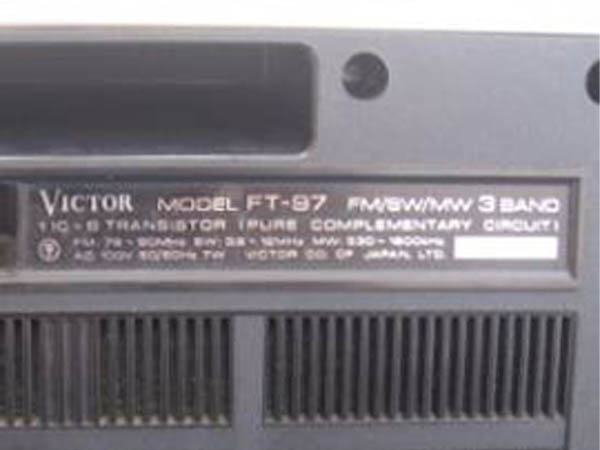 VICTOR MODEL FT-97 FM/SW/MW 3 BAND
1 IC • 6 TRANSISTOR (PURE COMPLEMENTARY CIRCUIT)
FM: 76 - 90MHz SW: 3.9 - 12MHz MW: 530 - 1600kHz
AC 100V 50/60Hz 7W VICTOR CO. OF JAPAN, LTD.